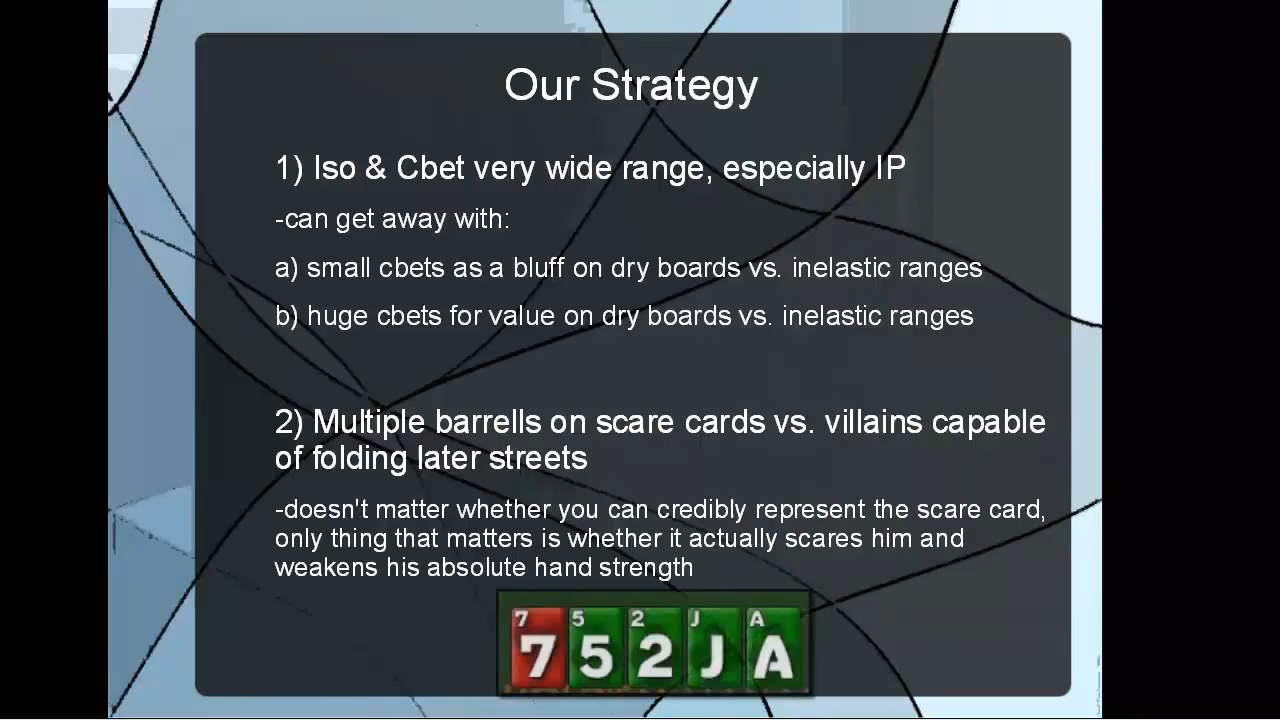 Our Strategy
1) Iso & Cbet very wide range, especially IP
-can get away with:
a) small cbets as a bluff on dry boards vs. inelastic ranges
b) huge cbets for value on dry boards vs. inelastic ranges
2) Multiple barrells on scare cards vs. villains capable
of folding later streets
-doesn't matter whether you can credibly represent the scare card,
only thing that matters is whether it actually scares him and
weakens his absolute hand strength
7 5 2 J A
7 5 2 J A